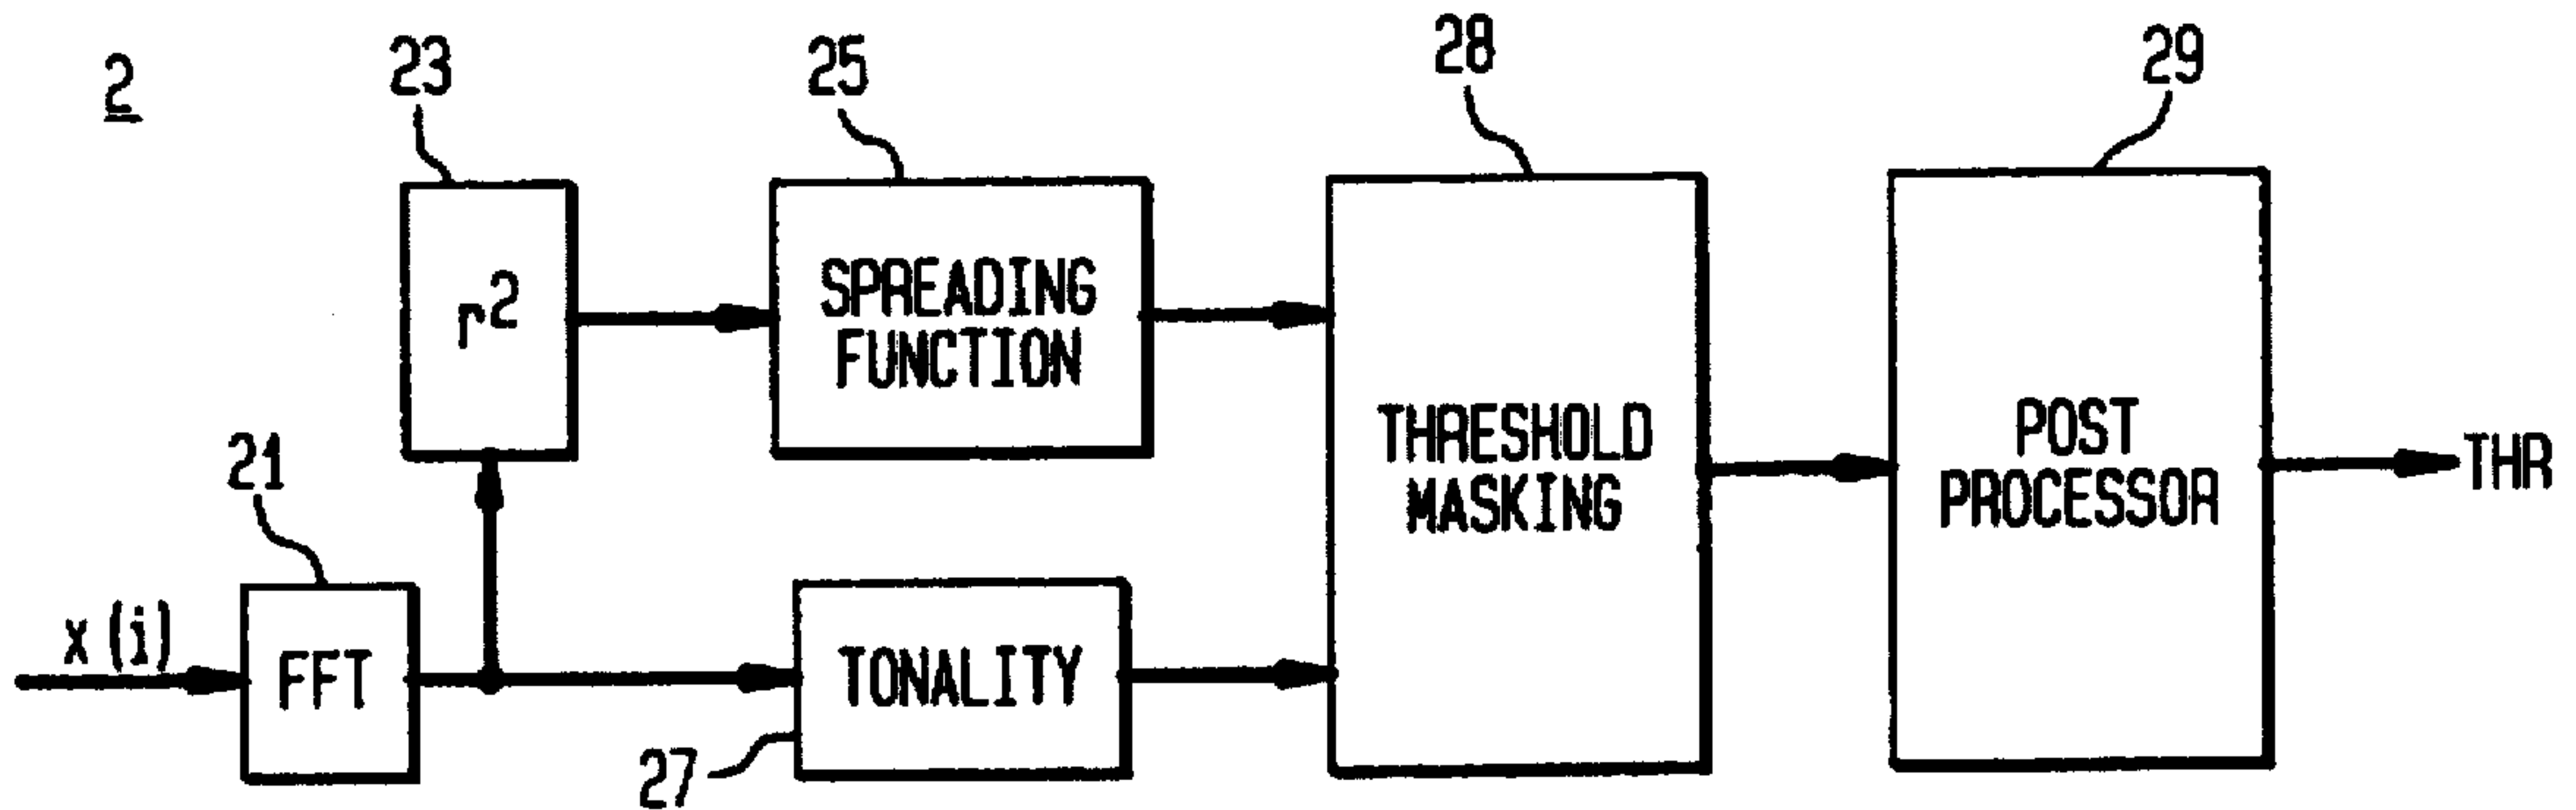 2
23
25
28
29
r²
SPREADING
FUNCTION
THRESHOLD
MASKING
POST
PROCESSOR
THR
21
x (i)
FFT
TONALITY
27